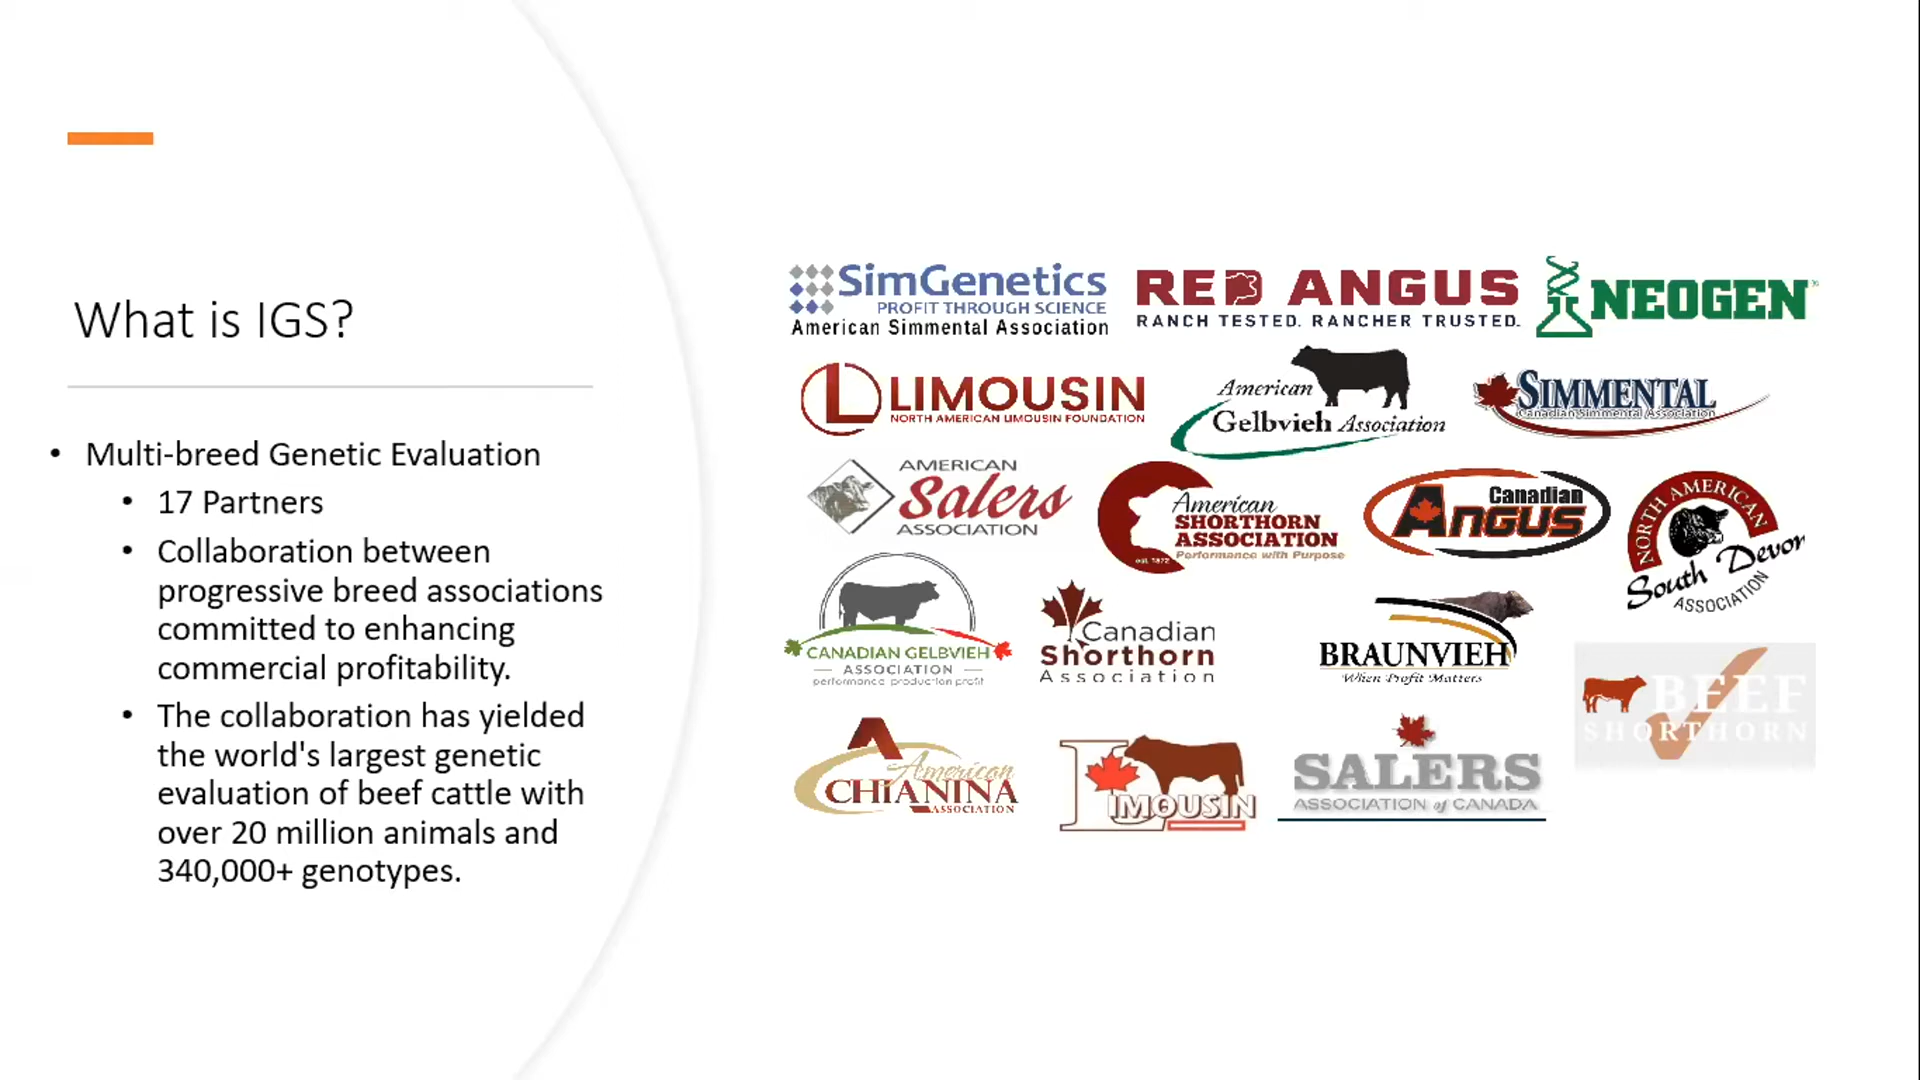 What is IGS?
• Multi-breed Genetic Evaluation
• 17 Partners
• Collaboration between
progressive breed associations
committed to enhancing
commercial profitability.
• The collaboration has yielded
the world's largest genetic
evaluation of beef cattle with
over 20 million animals and
340,000+ genotypes.
SimGenetics
PROFIT THROUGH SCIENCE
American Simmental Association
RED ANGUS
RANCH TESTED. RANCHER TRUSTED.
NEOGEN®
L LIMOUSIN
NORTH AMERICAN LIMOUSIN FOUNDATION
American
Gelbvieh Association
SIMMENTAL
Canadian Simmental Association
AMERICAN
Salers
ASSOCIATION
American
SHORTHORN
ASSOCIATION
Performance with Purpose
est. 1872
Canadian
ANGUS
NORTH AMERICAN
South Devon
ASSOCIATION
CANADIAN GELBVIEH
ASSOCIATION
performance production profit
Canadian
Shorthorn
Association
BRAUNVIEH
When Profit Matters
BEEF
SHORTHORN
American
CHIANINA
ASSOCIATION
LIMOUSIN
SALERS
ASSOCIATION of CANADA